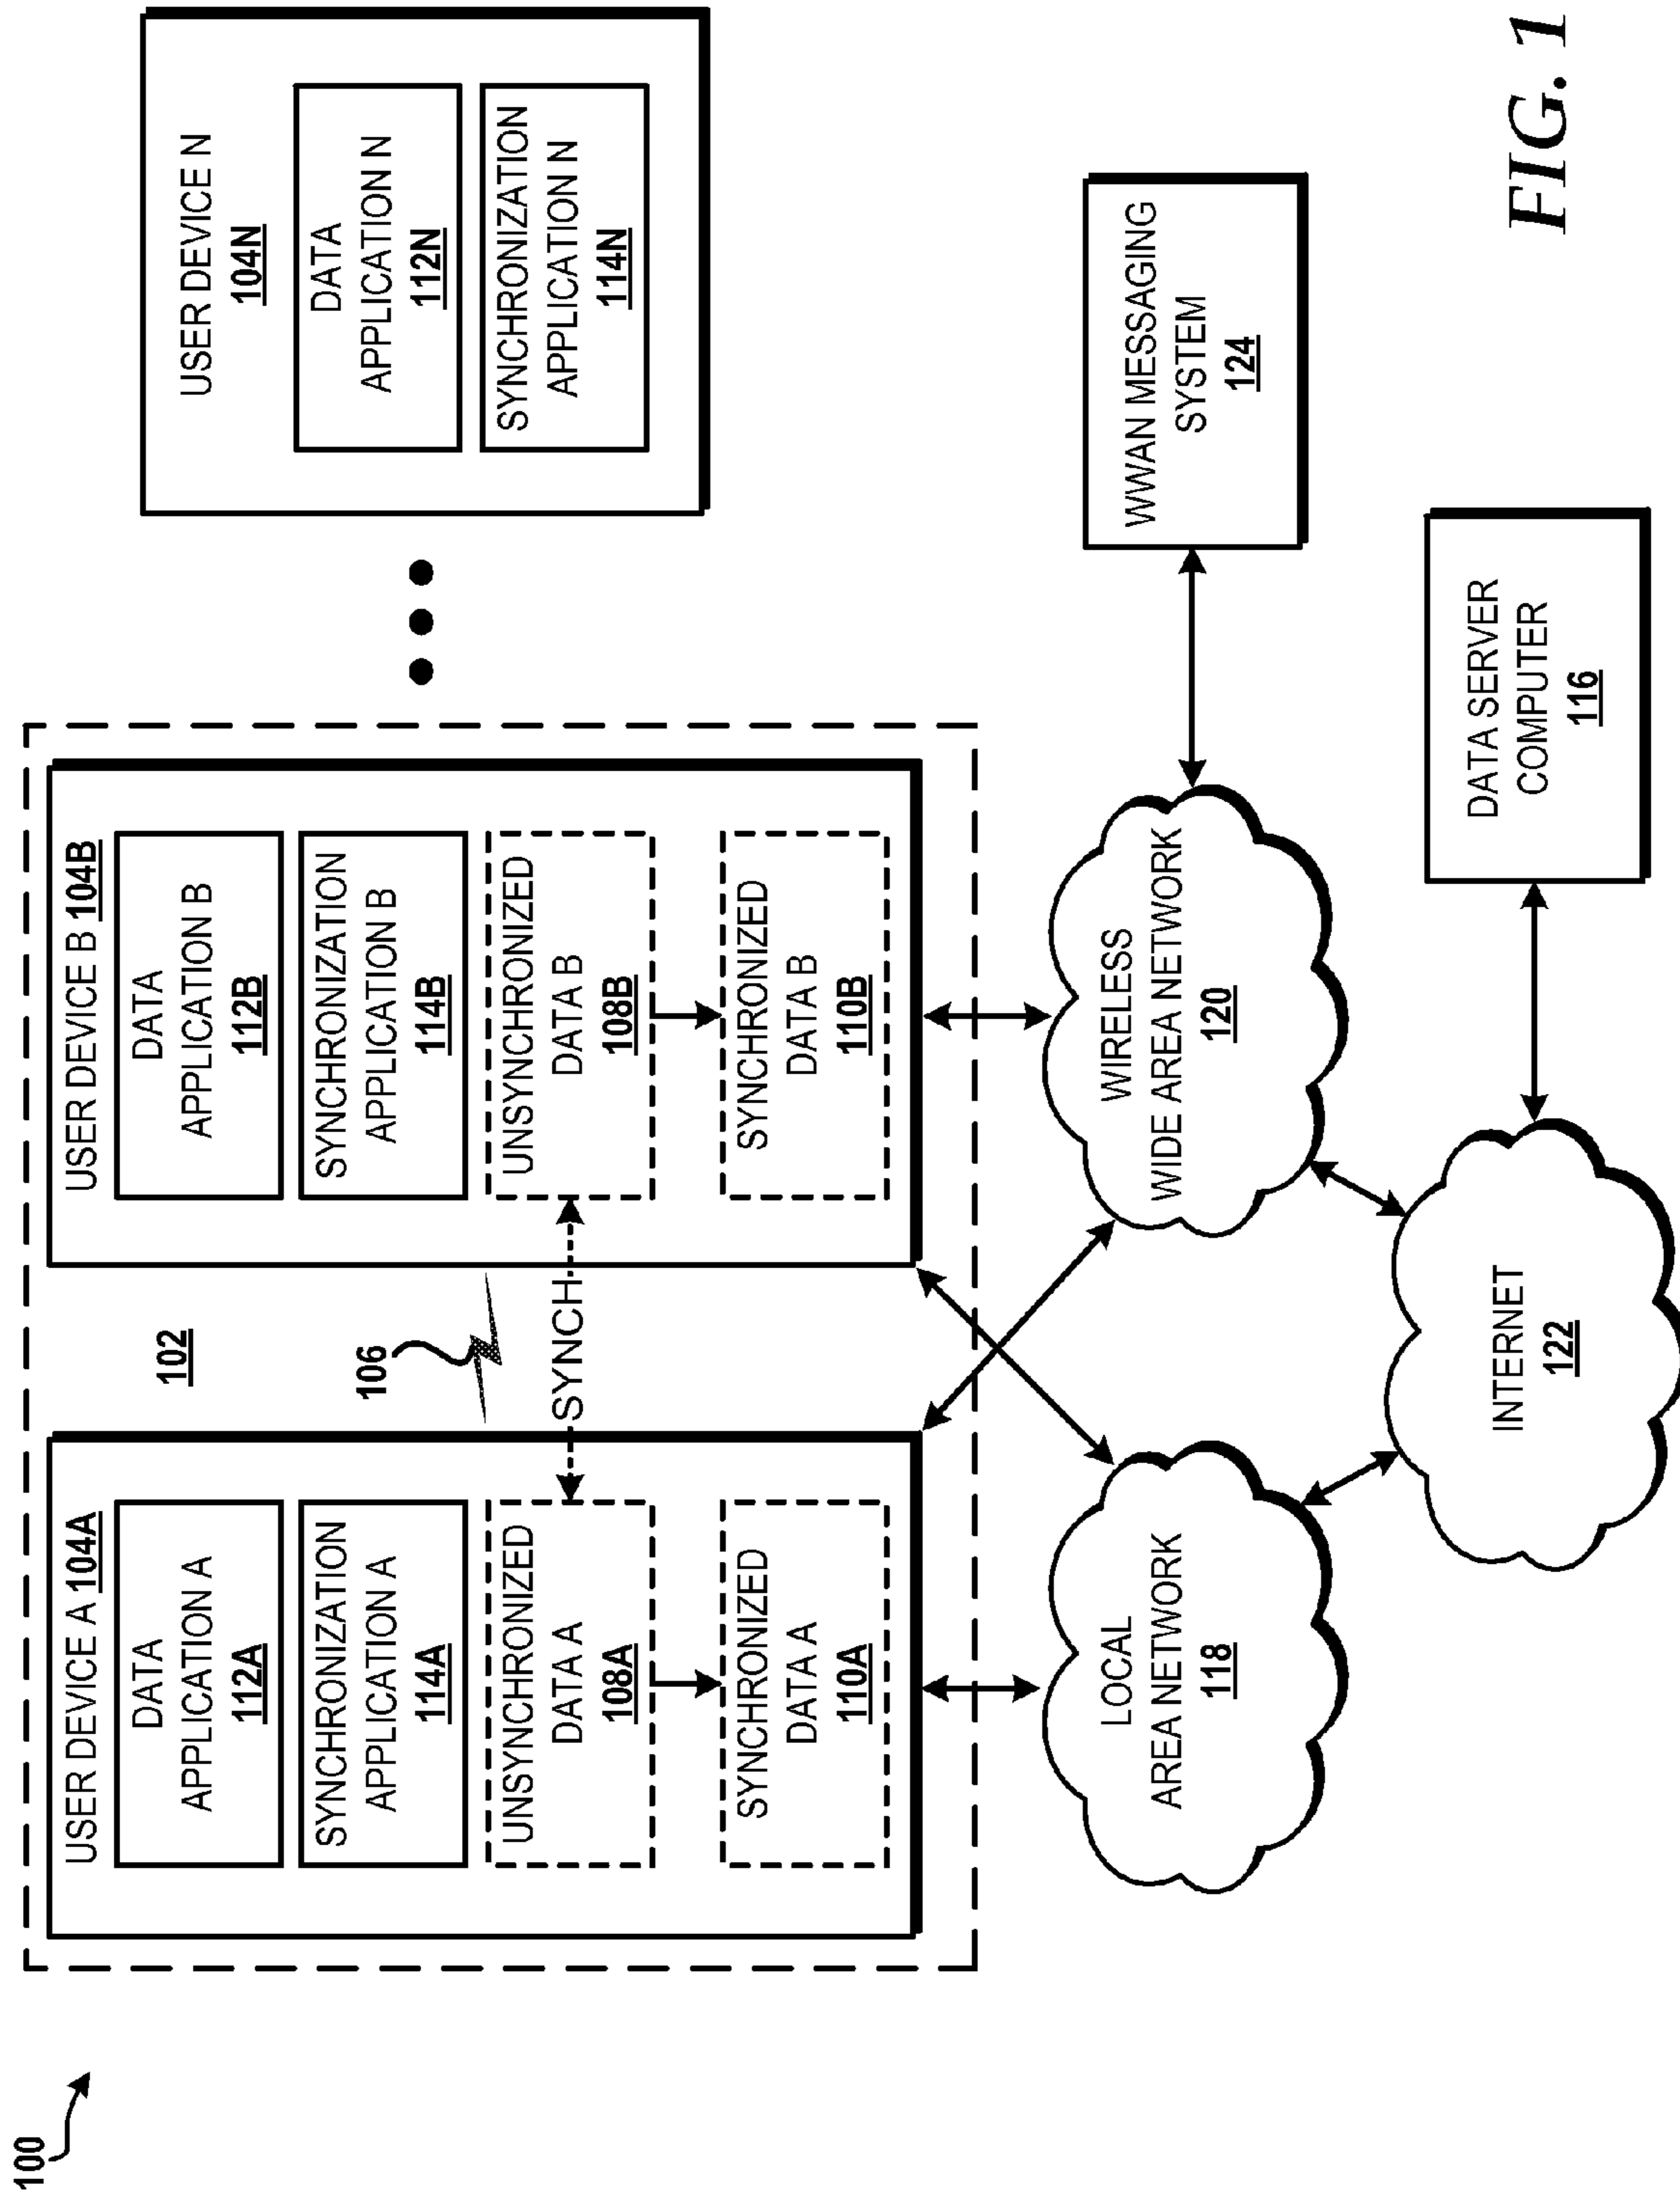 100
102
USER DEVICE A 104A
DATA
APPLICATION A
112A
SYNCHRONIZATION
APPLICATION A
114A
UNSYNCHRONIZED
DATA A
108A
SYNCHRONIZED
DATA A
110A
106
SYNCH
USER DEVICE B 104B
DATA
APPLICATION B
112B
SYNCHRONIZATION
APPLICATION B
114B
UNSYNCHRONIZED
DATA B
108B
SYNCHRONIZED
DATA B
110B
USER DEVICE N
104N
DATA
APPLICATION N
112N
SYNCHRONIZATION
APPLICATION N
114N
LOCAL
AREA NETWORK
118
WIRELESS
WIDE AREA NETWORK
120
WWAN MESSAGING
SYSTEM
124
INTERNET
122
DATA SERVER
COMPUTER
116
FIG. 1